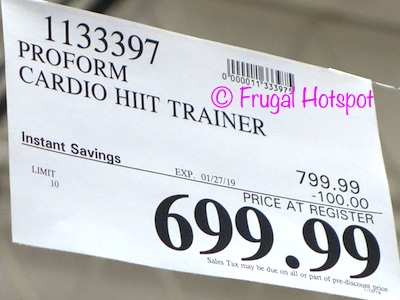 1133397
PROFORM
CARDIO HIIT TRAINER
0000011333975
© Frugal Hotspot
Instant Savings
799.99
EXP. 01/27/19
-100.00
LIMIT
10
PRICE AT REGISTER
699.99
Sales Tax may be due on all or part of pre-discount price